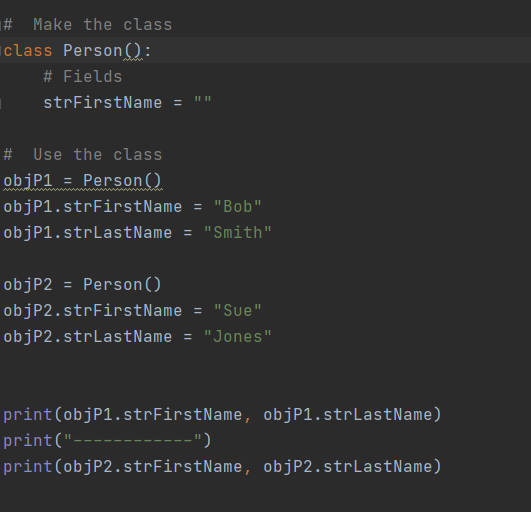 #  Make the class
class Person():
    # Fields
    strFirstName = ""
#  Use the class
objP1 = Person()
objP1.strFirstName = "Bob"
objP1.strLastName = "Smith"
objP2 = Person()
objP2.strFirstName = "Sue"
objP2.strLastName = "Jones"
print(objP1.strFirstName, objP1.strLastName)
print("------------")
print(objP2.strFirstName, objP2.strLastName)